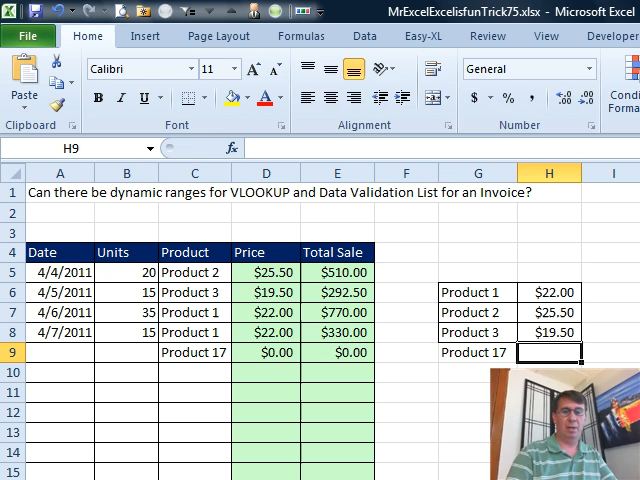 MrExcelExcelisfunTrick75.xlsx - Microsoft Excel
File Home Insert Page Layout Formulas Data Easy-XL Review View Developer
Paste
Calibri 11
General
B I U
$ % ,
Clipboard Font Alignment Number
H9 fx
A B C D E F G H I
1 Can there be dynamic ranges for VLOOKUP and Data Validation List for an Invoice?
2
3
4 Date Units Product Price Total Sale
5 4/4/2011 20 Product 2 $25.50 $510.00
6 4/5/2011 15 Product 3 $19.50 $292.50 Product 1 $22.00
7 4/6/2011 35 Product 1 $22.00 $770.00 Product 2 $25.50
8 4/7/2011 15 Product 1 $22.00 $330.00 Product 3 $19.50
9 Product 17 $0.00 $0.00 Product 17
10
11
12
13
14
15